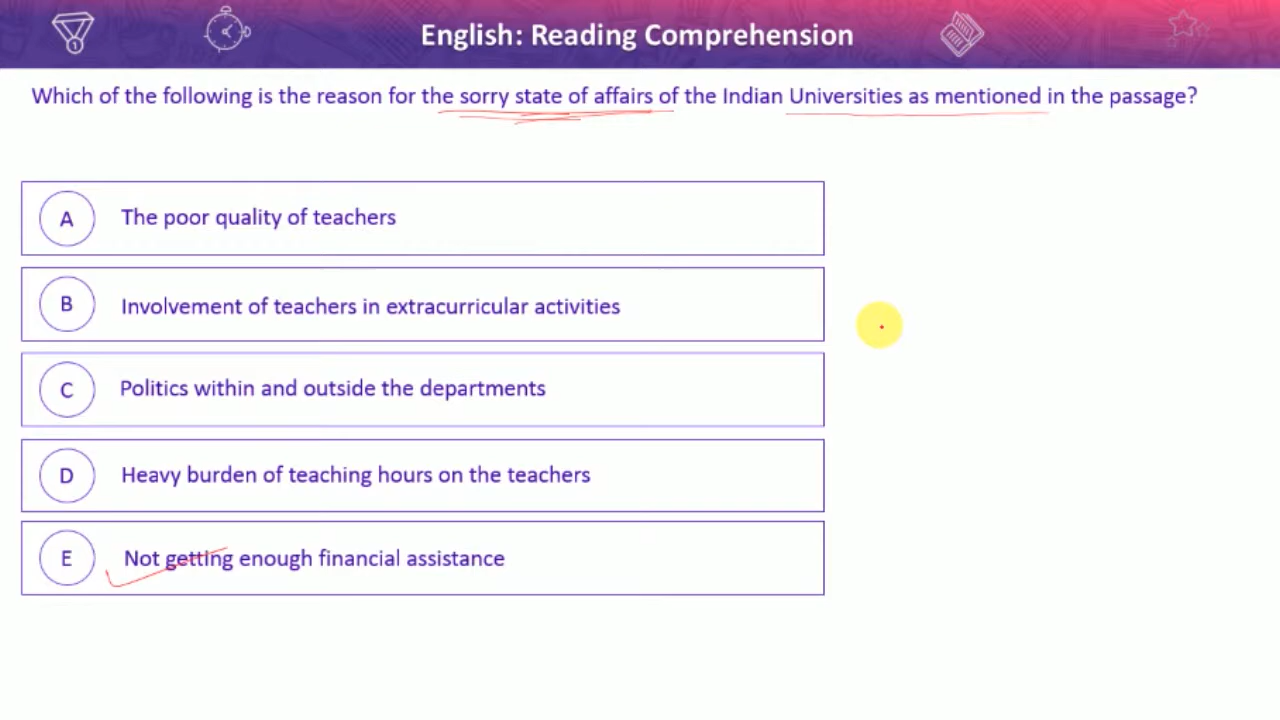 English: Reading Comprehension
Which of the following is the reason for the sorry state of affairs of the Indian Universities as mentioned in the passage?
A The poor quality of teachers
B Involvement of teachers in extracurricular activities
C Politics within and outside the departments
D Heavy burden of teaching hours on the teachers
E Not getting enough financial assistance